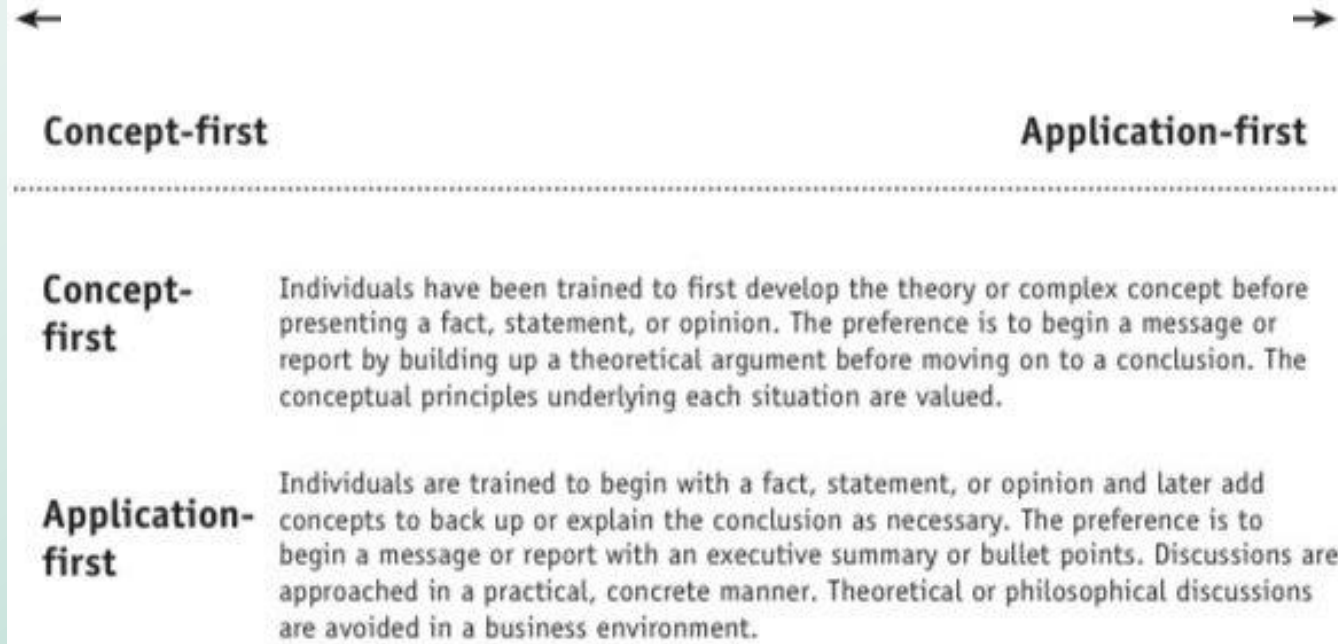 Concept-first Application-first
Concept-
first
Individuals have been trained to first develop the theory or complex concept before
presenting a fact, statement, or opinion. The preference is to begin a message or
report by building up a theoretical argument before moving on to a conclusion. The
conceptual principles underlying each situation are valued.
Application-
first
Individuals are trained to begin with a fact, statement, or opinion and later add
concepts to back up or explain the conclusion as necessary. The preference is to
begin a message or report with an executive summary or bullet points. Discussions are
approached in a practical, concrete manner. Theoretical or philosophical discussions
are avoided in a business environment.